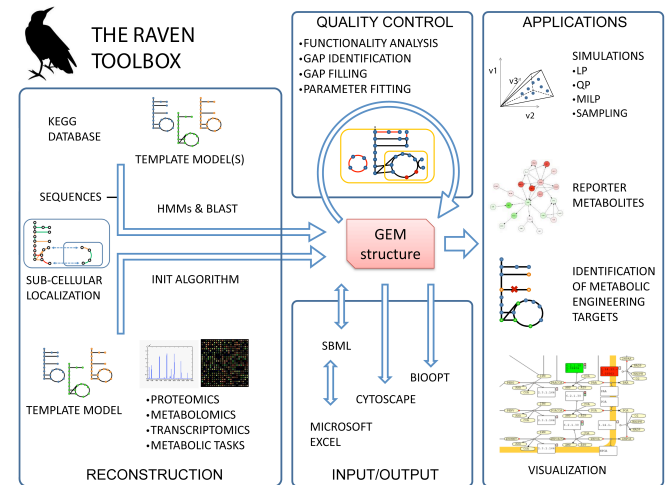 THE RAVEN
TOOLBOX
KEGG
DATABASE
TEMPLATE MODEL(S)
SEQUENCES
HMMs & BLAST
SUB-CELLULAR
LOCALIZATION
INIT ALGORITHM
TEMPLATE MODEL
•PROTEOMICS
•METABOLOMICS
•TRANSCRIPTOMICS
•METABOLIC TASKS
RECONSTRUCTION
QUALITY CONTROL
•FUNCTIONALITY ANALYSIS
•GAP IDENTIFICATION
•GAP FILLING
•PARAMETER FITTING
GEM
structure
SBML
BIOOPT
CYTOSCAPE
MICROSOFT
EXCEL
INPUT/OUTPUT
APPLICATIONS
v1
v3
v2
SIMULATIONS
•LP
•QP
•MILP
•SAMPLING
REPORTER
METABOLITES
IDENTIFICATION
OF METABOLIC
ENGINEERING
TARGETS
VISUALIZATION